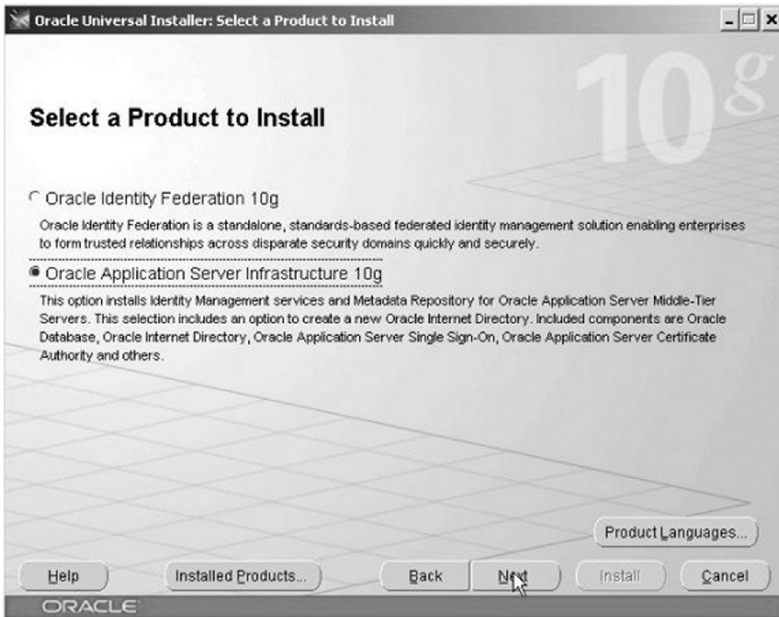 Oracle Universal Installer: Select a Product to Install
10g
Select a Product to Install
Oracle Identity Federation 10g
Oracle Identity Federation is a standalone, standards-based federated identity management solution enabling enterprises
to form trusted relationships across disparate security domains quickly and securely.
Oracle Application Server Infrastructure 10g
This option installs Identity Management services and Metadata Repository for Oracle Application Server Middle-Tier
Servers. This selection includes an option to create a new Oracle Internet Directory. Included components are Oracle
Database, Oracle Internet Directory, Oracle Application Server Single Sign-On, Oracle Application Server Certificate
Authority and others.
Product Languages...
Help Installed Products... Back Next Install Cancel
ORACLE